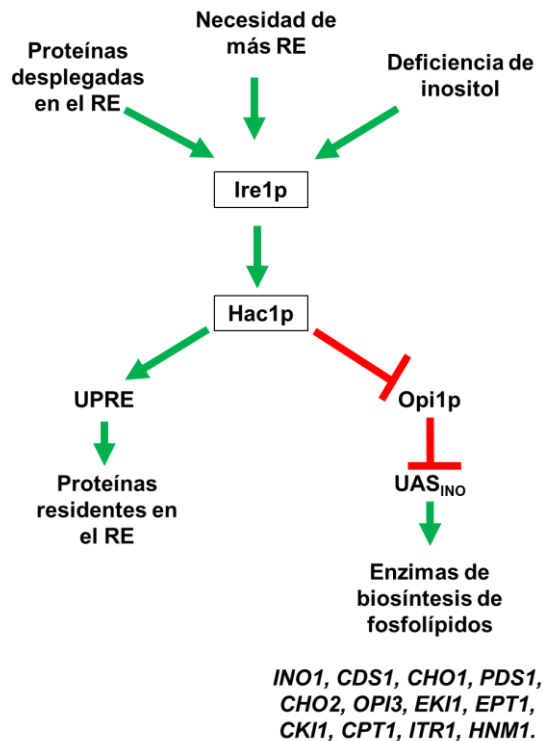 Necesidad de
más RE
Proteínas
desplegadas
en el RE
Deficiencia de
inositol
Ire1p
Hac1p
UPRE
Opi1p
Proteínas
residentes en
el RE
UASINO
Enzimas de
biosíntesis de
fosfolípidos
INO1, CDS1, CHO1, PDS1,
CHO2, OPI3, EKI1, EPT1,
CKI1, CPT1, ITR1, HNM1.